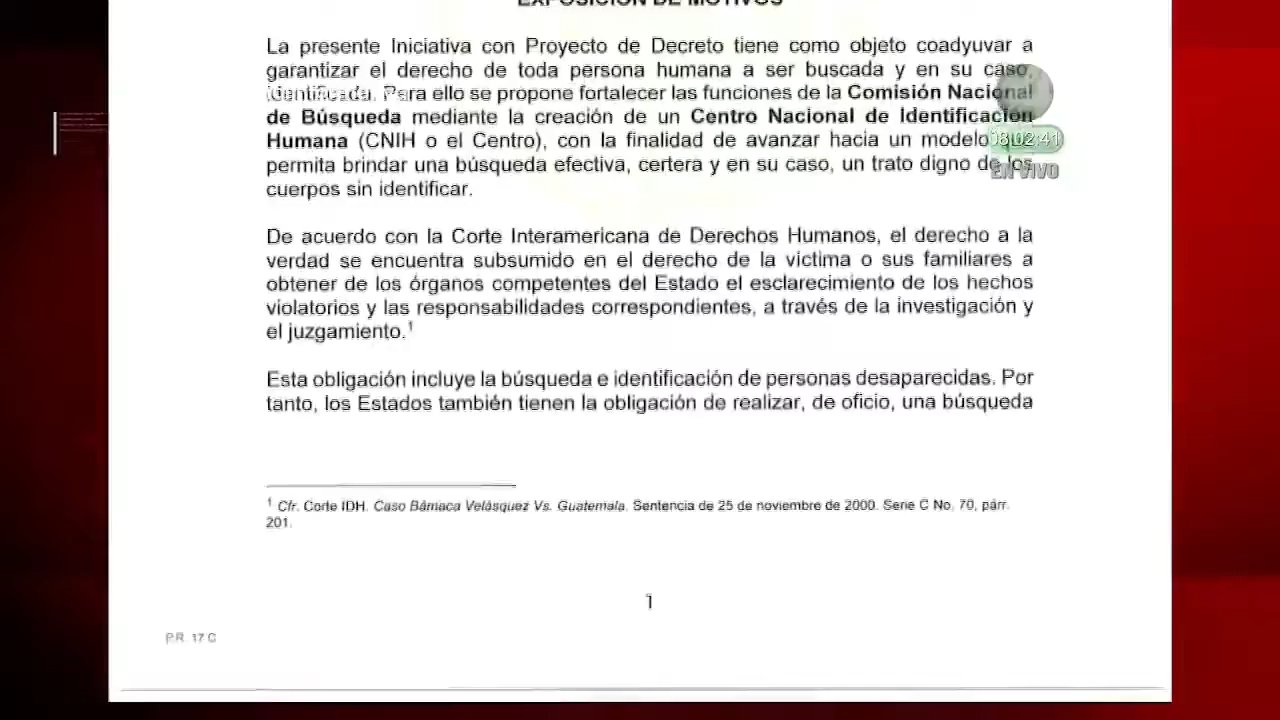 EXPOSICIÓN DE MOTIVOS
La presente Iniciativa con Proyecto de Decreto tiene como objeto coadyuvar a
garantizar el derecho de toda persona humana a ser buscada y en su caso,
identificada. Para ello se propone fortalecer las funciones de la Comisión Nacional
de Búsqueda mediante la creación de un Centro Nacional de Identificación
Humana (CNIH o el Centro), con la finalidad de avanzar hacia un modelo que
permita brindar una búsqueda efectiva, certera y en su caso, un trato digno de los
cuerpos sin identificar.
08:02:41
EN VIVO
De acuerdo con la Corte Interamericana de Derechos Humanos, el derecho a la
verdad se encuentra subsumido en el derecho de la víctima o sus familiares a
obtener de los órganos competentes del Estado el esclarecimiento de los hechos
violatorios y las responsabilidades correspondientes, a través de la investigación y
el juzgamiento.¹
Esta obligación incluye la búsqueda e identificación de personas desaparecidas. Por
tanto, los Estados también tienen la obligación de realizar, de oficio, una búsqueda
¹ Cfr. Corte IDH. Caso Bámaca Velásquez Vs. Guatemala. Sentencia de 25 de noviembre de 2000. Serie C No. 70, párr.
201.
1
P.R. 17 C